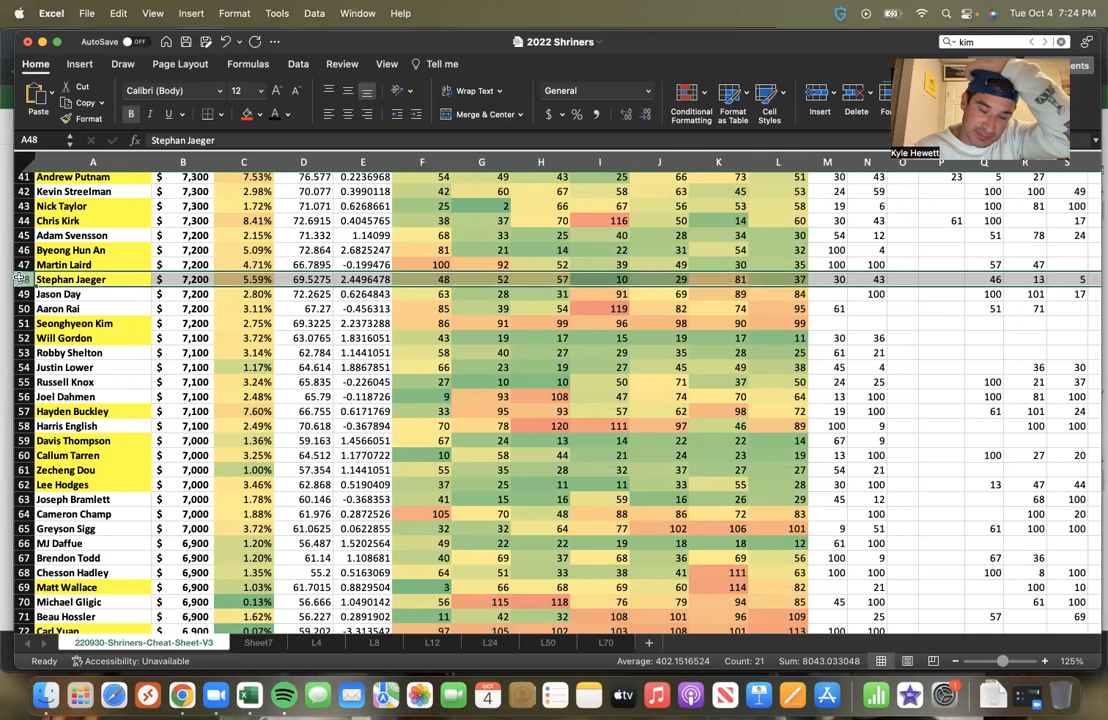 Excel File Edit View Insert Format Tools Data Window Help Tue Oct 4 7:24 PM
AutoSave OFF 2022 Shriners kim
Home Insert Draw Page Layout Formulas Data Review View Tell me
Paste Cut Copy Format Calibri (Body) 12 B I U Wrap Text Merge & Center General $ % Conditional Formatting Format as Table Cell Styles Insert Delete
Kyle Hewett
A48 fx Stephan Jaeger
A B C D E F G H I J K L M N O P Q R S
41 Andrew Putnam $ 7,300 7.53% 76.577 0.2236968 54 49 43 25 66 73 51 30 43 23 5 27
42 Kevin Streelman $ 7,300 2.98% 70.077 0.3990118 42 60 67 58 63 45 53 24 59 100 100 49
43 Nick Taylor $ 7,300 1.72% 71.071 0.6268661 25 2 66 67 56 53 58 19 6 100 81 100
44 Chris Kirk $ 7,300 8.41% 72.6915 0.4045765 38 37 70 116 50 14 60 30 43 61 100 17
45 Adam Svensson $ 7,200 2.15% 71.332 1.14099 68 33 25 40 28 34 30 54 12 51 78 24
46 Byeong Hun An $ 7,200 5.09% 72.864 2.6825247 81 21 14 22 31 54 32 100 4
47 Martin Laird $ 7,200 4.71% 66.7895 -0.199476 100 92 52 39 49 30 35 100 100 57 47
48 Stephan Jaeger $ 7,200 5.59% 69.5275 2.4496478 48 52 57 10 29 81 37 30 43 46 13 5
49 Jason Day $ 7,200 2.80% 72.2625 0.6264843 63 28 31 91 69 89 84 100 100 101 17
50 Aaron Rai $ 7,200 3.11% 67.27 -0.456313 85 39 54 119 82 74 95 61 51 71
51 Seonghyeon Kim $ 7,200 2.75% 69.3225 2.2373288 86 91 99 96 98 90 99
52 Will Gordon $ 7,100 3.72% 63.0765 1.8316051 43 19 17 15 19 17 11 30 36
53 Robby Shelton $ 7,100 3.14% 62.784 1.1441051 58 40 27 29 35 28 25 61 21
54 Justin Lower $ 7,100 1.17% 64.614 1.8867851 66 23 19 27 45 49 38 45 4 36 30
55 Russell Knox $ 7,100 3.24% 65.835 -0.226045 27 10 10 50 71 37 50 24 25 100 21 37
56 Joel Dahmen $ 7,100 2.48% 65.79 -0.118726 9 93 108 47 74 70 64 13 100 100 81 100
57 Hayden Buckley $ 7,100 7.60% 66.755 0.6171769 33 95 93 57 62 98 72 19 100 61 101 24
58 Harris English $ 7,100 2.49% 70.618 -0.367894 70 78 120 111 97 46 89 100 9 100 100
59 Davis Thompson $ 7,000 1.36% 59.163 1.4566051 67 24 13 14 22 22 14 67 9
60 Callum Tarren $ 7,000 3.25% 64.512 1.1770722 10 58 44 21 23 24 19 13 100 100 27 20
61 Zecheng Dou $ 7,000 1.00% 57.354 1.1441051 55 35 28 32 37 27 27 54 21
62 Lee Hodges $ 7,000 3.46% 62.868 0.5190409 37 25 11 11 33 55 28 30 100 13 47 44
63 Joseph Bramlett $ 7,000 1.78% 60.146 -0.368353 41 15 16 59 16 26 29 45 12 68 100
64 Cameron Champ $ 7,000 1.88% 61.976 0.2872526 105 70 48 88 86 72 83 100 100 20
65 Greyson Sigg $ 7,000 3.72% 61.0625 0.0622855 32 32 64 77 102 106 101 9 51 61 100 100
66 MJ Daffue $ 6,900 1.20% 56.487 1.5202534 49 22 22 19 18 18 12 61 100
67 Brendon Todd $ 6,900 1.20% 61.14 1.108681 40 69 37 68 36 69 56 100 9 67 36
68 Chesson Hadley $ 6,900 1.35% 55.2 0.5163069 64 51 33 38 41 111 63 100 100 100 8 100
69 Matt Wallace $ 6,900 1.03% 61.7015 0.8829504 3 66 68 69 60 114 82 21 100 10
70 Michael Gligic $ 6,900 0.13% 56.666 1.0490142 56 115 118 76 79 94 85 45 100 61 100
71 Beau Hossler $ 6,900 1.62% 56.227 0.2891902 11 42 32 108 101 96 109 25 57 69
72 Carl Yuan $ 6,900 0.07% 59.202 -3.313542 97 105 102 103 108 101 113
220930-Shriners-Cheat-Sheet-V3 Sheet7 L4 L8 L12 L24 L50 L70 +
Ready Accessibility: Unavailable Average: 402.1516524 Count: 21 Sum: 8043.033048 125%
OCT 4 tv